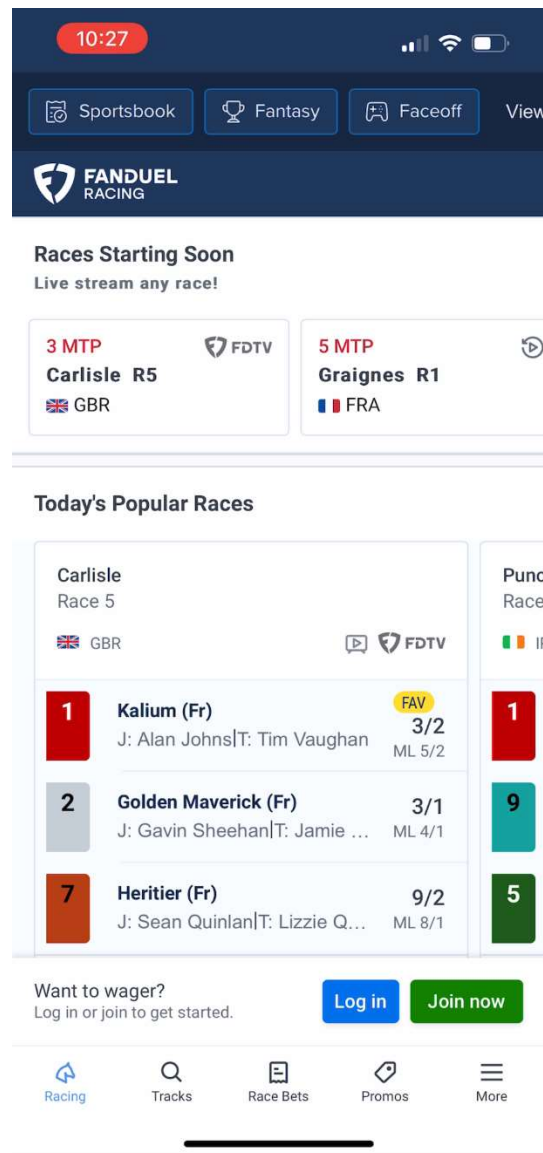 10:27
Sportsbook Fantasy Faceoff View
FANDUEL
RACING
Races Starting Soon
Live stream any race!
3 MTP FDTV 5 MTP
Carlisle R5 Graignes R1
GBR FRA
Today's Popular Races
Carlisle Punc
Race 5 Race
GBR FDTV
FAV
1 Kalium (Fr) 3/2 1
J: Alan Johns|T: Tim Vaughan ML 5/2
2 Golden Maverick (Fr) 3/1 9
J: Gavin Sheehan|T: Jamie ... ML 4/1
7 Heritier (Fr) 9/2 5
J: Sean Quinlan|T: Lizzie Q... ML 8/1
Want to wager?
Log in or join to get started.
Log in Join now
Racing Tracks Race Bets Promos More